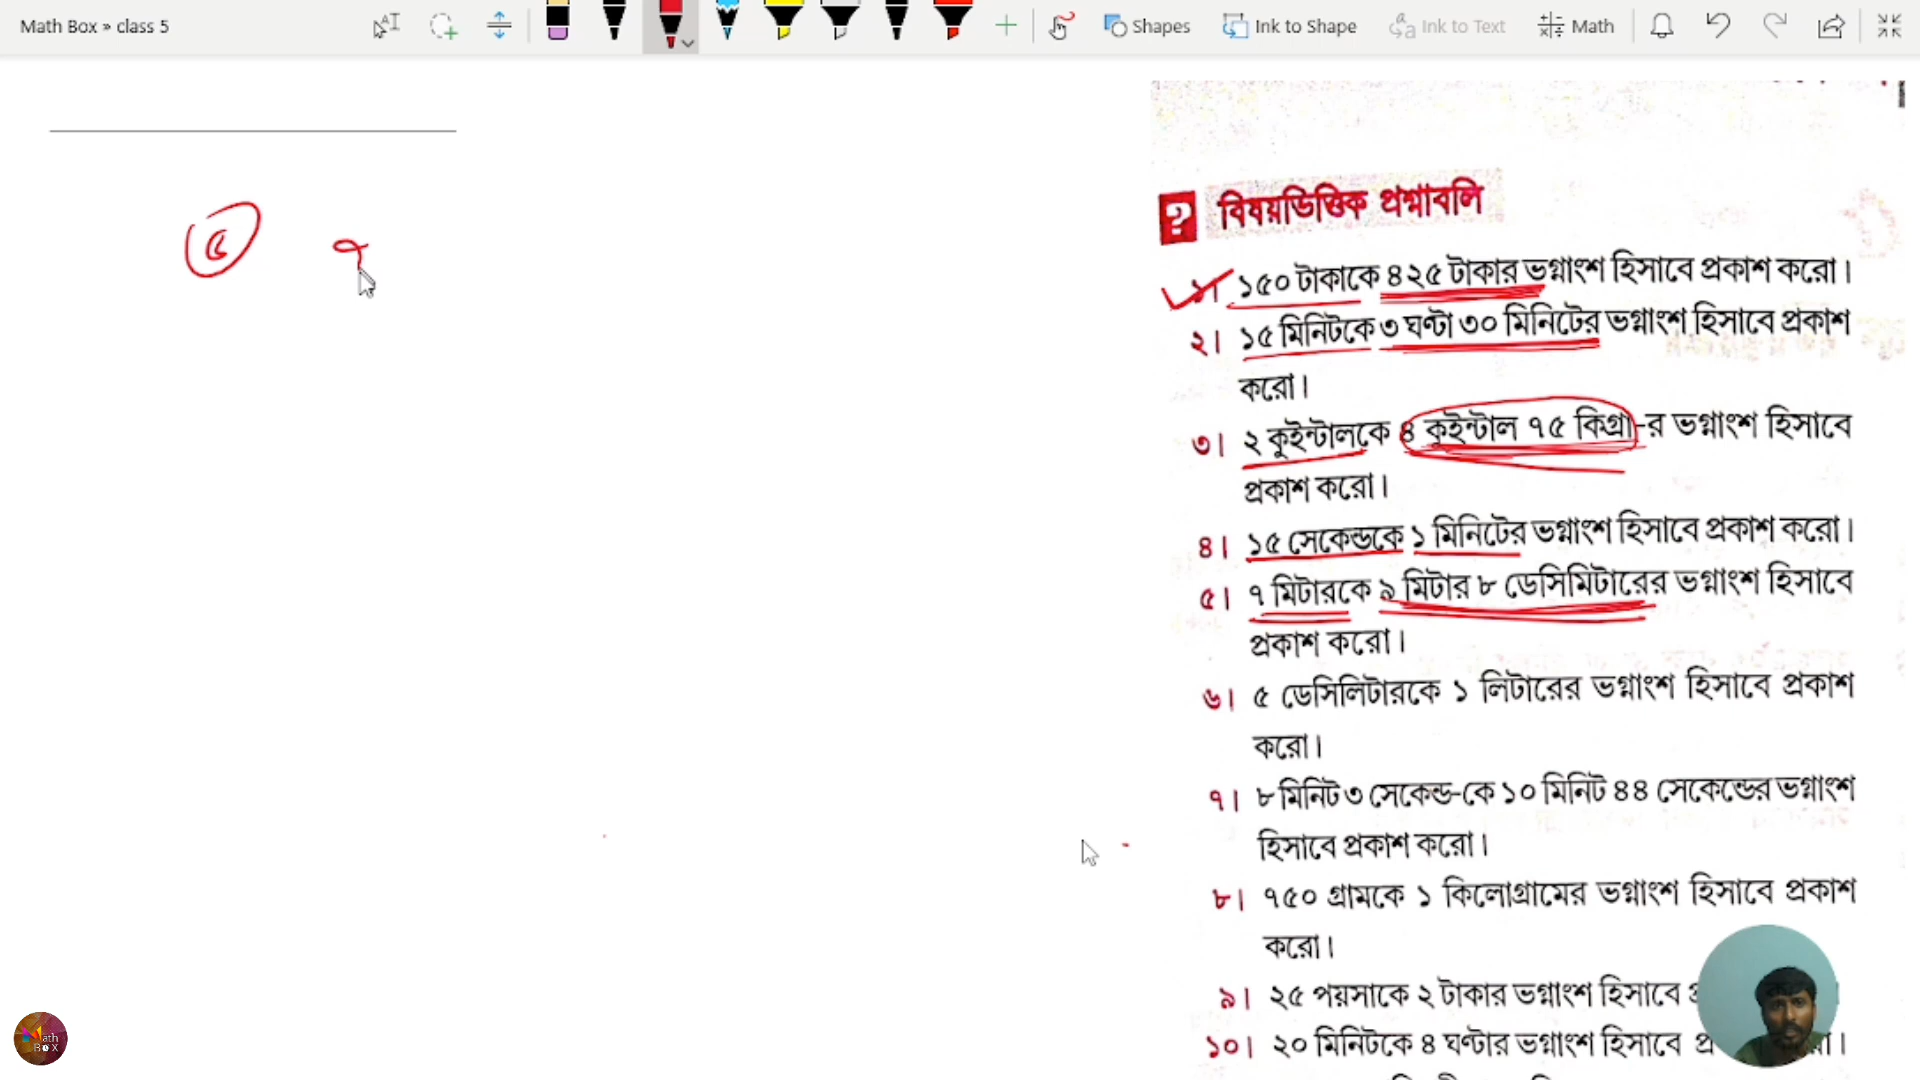 Math Box » class 5
Shapes
Ink to Shape
Ink to Text
Math
৫
৭
? বিষয়ভিত্তিক প্রশ্নাবলি
১। ১৫০ টাকাকে ৪২৫ টাকার ভগ্নাংশ হিসাবে প্রকাশ করো।
২। ১৫ মিনিটকে ৩ ঘণ্টা ৩০ মিনিটের ভগ্নাংশ হিসাবে প্রকাশ
করো।
৩। ২ কুইন্টালকে ৪ কুইন্টাল ৭৫ কিগ্রা-র ভগ্নাংশ হিসাবে
প্রকাশ করো।
৪। ১৫ সেকেন্ডকে ১ মিনিটের ভগ্নাংশ হিসাবে প্রকাশ করো।
৫। ৭ মিটারকে ৯ মিটার ৮ ডেসিমিটারের ভগ্নাংশ হিসাবে
প্রকাশ করো।
৬। ৫ ডেসিলিটারকে ১ লিটারের ভগ্নাংশ হিসাবে প্রকাশ
করো।
৭। ৮ মিনিট ৩ সেকেন্ড-কে ১০ মিনিট ৪৪ সেকেন্ডের ভগ্নাংশ
হিসাবে প্রকাশ করো।
৮। ৭৫০ গ্রামকে ১ কিলোগ্রামের ভগ্নাংশ হিসাবে প্রকাশ
করো।
৯। ২৫ পয়সাকে ২ টাকার ভগ্নাংশ হিসাবে
১০। ২০ মিনিটকে ৪ ঘণ্টার ভগ্নাংশ হিসাবে
Math
BOX